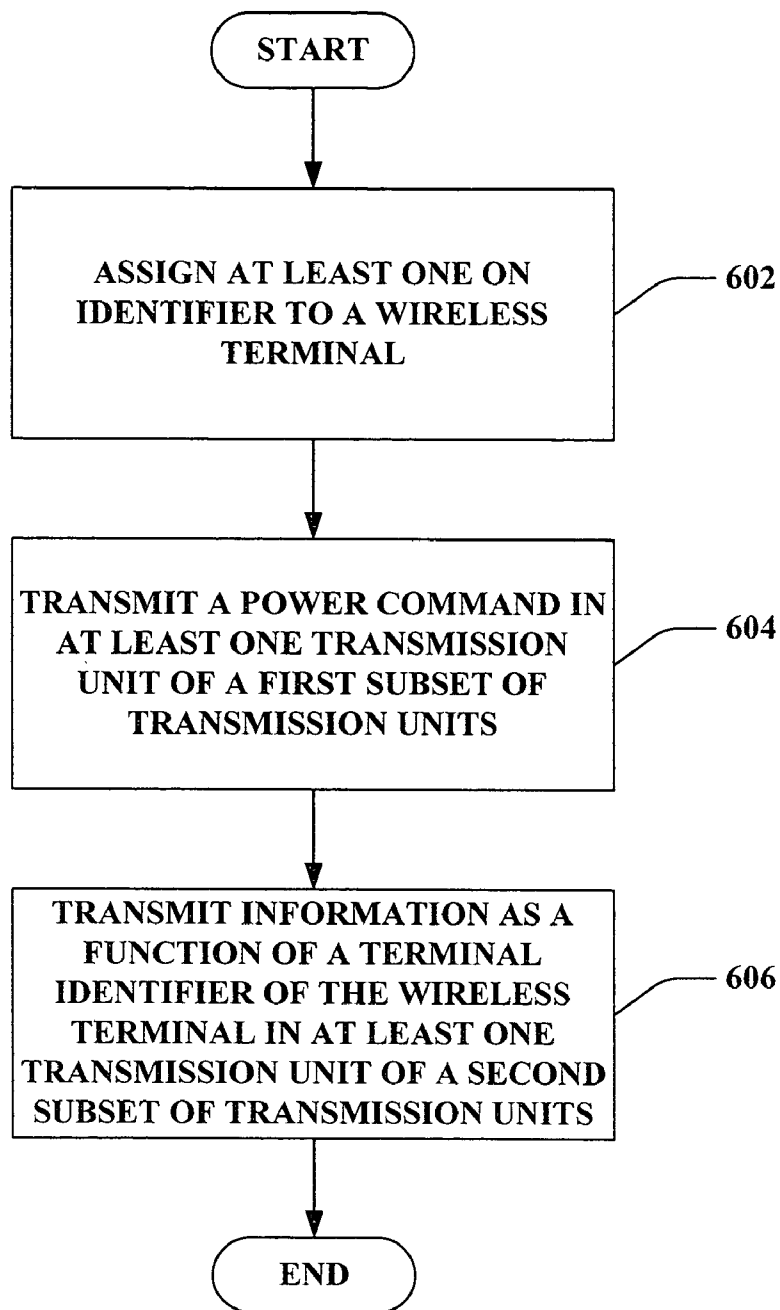 START
ASSIGN AT LEAST ONE ON
IDENTIFIER TO A WIRELESS
TERMINAL
602
TRANSMIT A POWER COMMAND IN
AT LEAST ONE TRANSMISSION
UNIT OF A FIRST SUBSET OF
TRANSMISSION UNITS
604
TRANSMIT INFORMATION AS A
FUNCTION OF A TERMINAL
IDENTIFIER OF THE WIRELESS
TERMINAL IN AT LEAST ONE
TRANSMISSION UNIT OF A SECOND
SUBSET OF TRANSMISSION UNITS
606
END